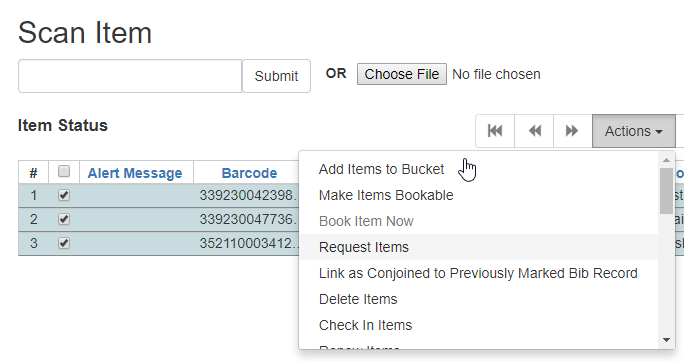 Scan Item
Submit OR Choose File No file chosen
Item Status
Actions
# Alert Message Barcode
1 339230042398..
2 339230047736..
3 352110003412..
Add Items to Bucket
Make Items Bookable
Book Item Now
Request Items
Link as Conjoined to Previously Marked Bib Record
Delete Items
Check In Items
Renew Items